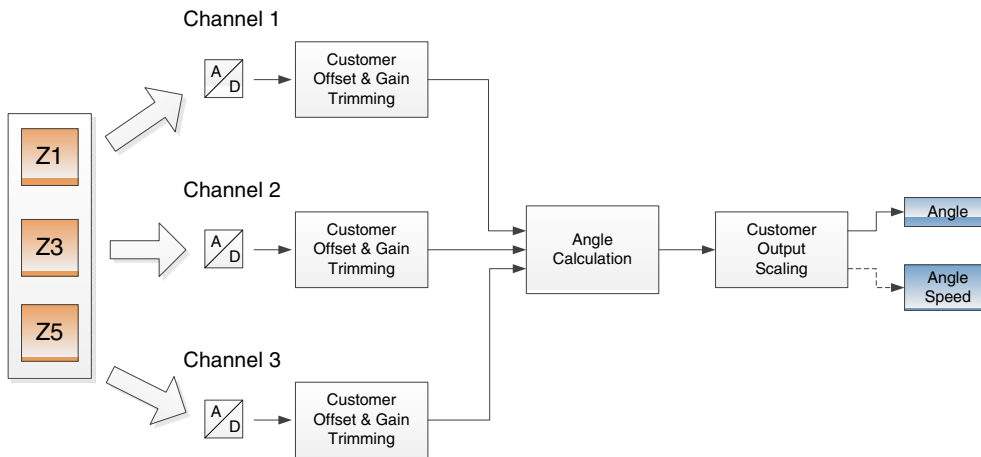 Channel 1
A
D
Customer
Offset & Gain
Trimming
Z1
Z3
Z5
Channel 2
A
D
Customer
Offset & Gain
Trimming
Angle
Calculation
Customer
Output
Scaling
Angle
Angle
Speed
Channel 3
A
D
Customer
Offset & Gain
Trimming